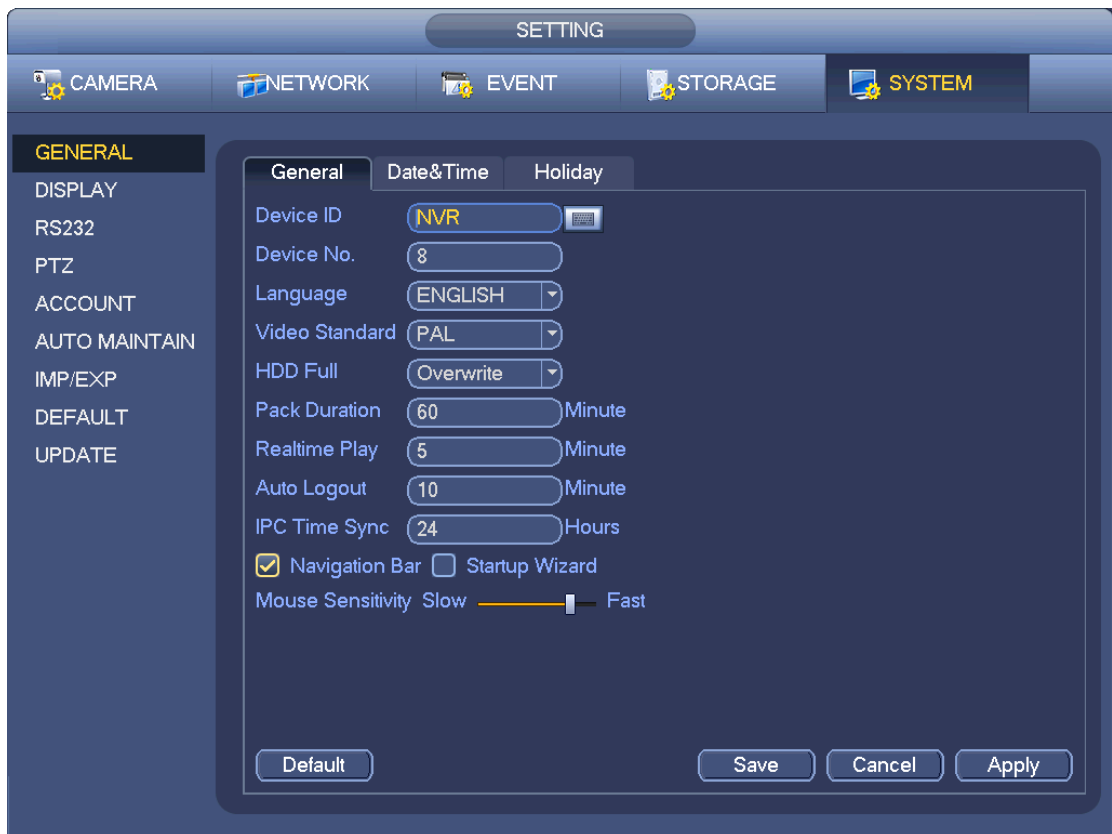 SETTING
CAMERA NETWORK EVENT STORAGE SYSTEM
GENERAL
DISPLAY
RS232
PTZ
ACCOUNT
AUTO MAINTAIN
IMP/EXP
DEFAULT
UPDATE
General Date&Time Holiday
Device ID NVR
Device No. 8
Language ENGLISH
Video Standard PAL
HDD Full Overwrite
Pack Duration 60 Minute
Realtime Play 5 Minute
Auto Logout 10 Minute
IPC Time Sync 24 Hours
Navigation Bar Startup Wizard
Mouse Sensitivity Slow Fast
Default Save Cancel Apply